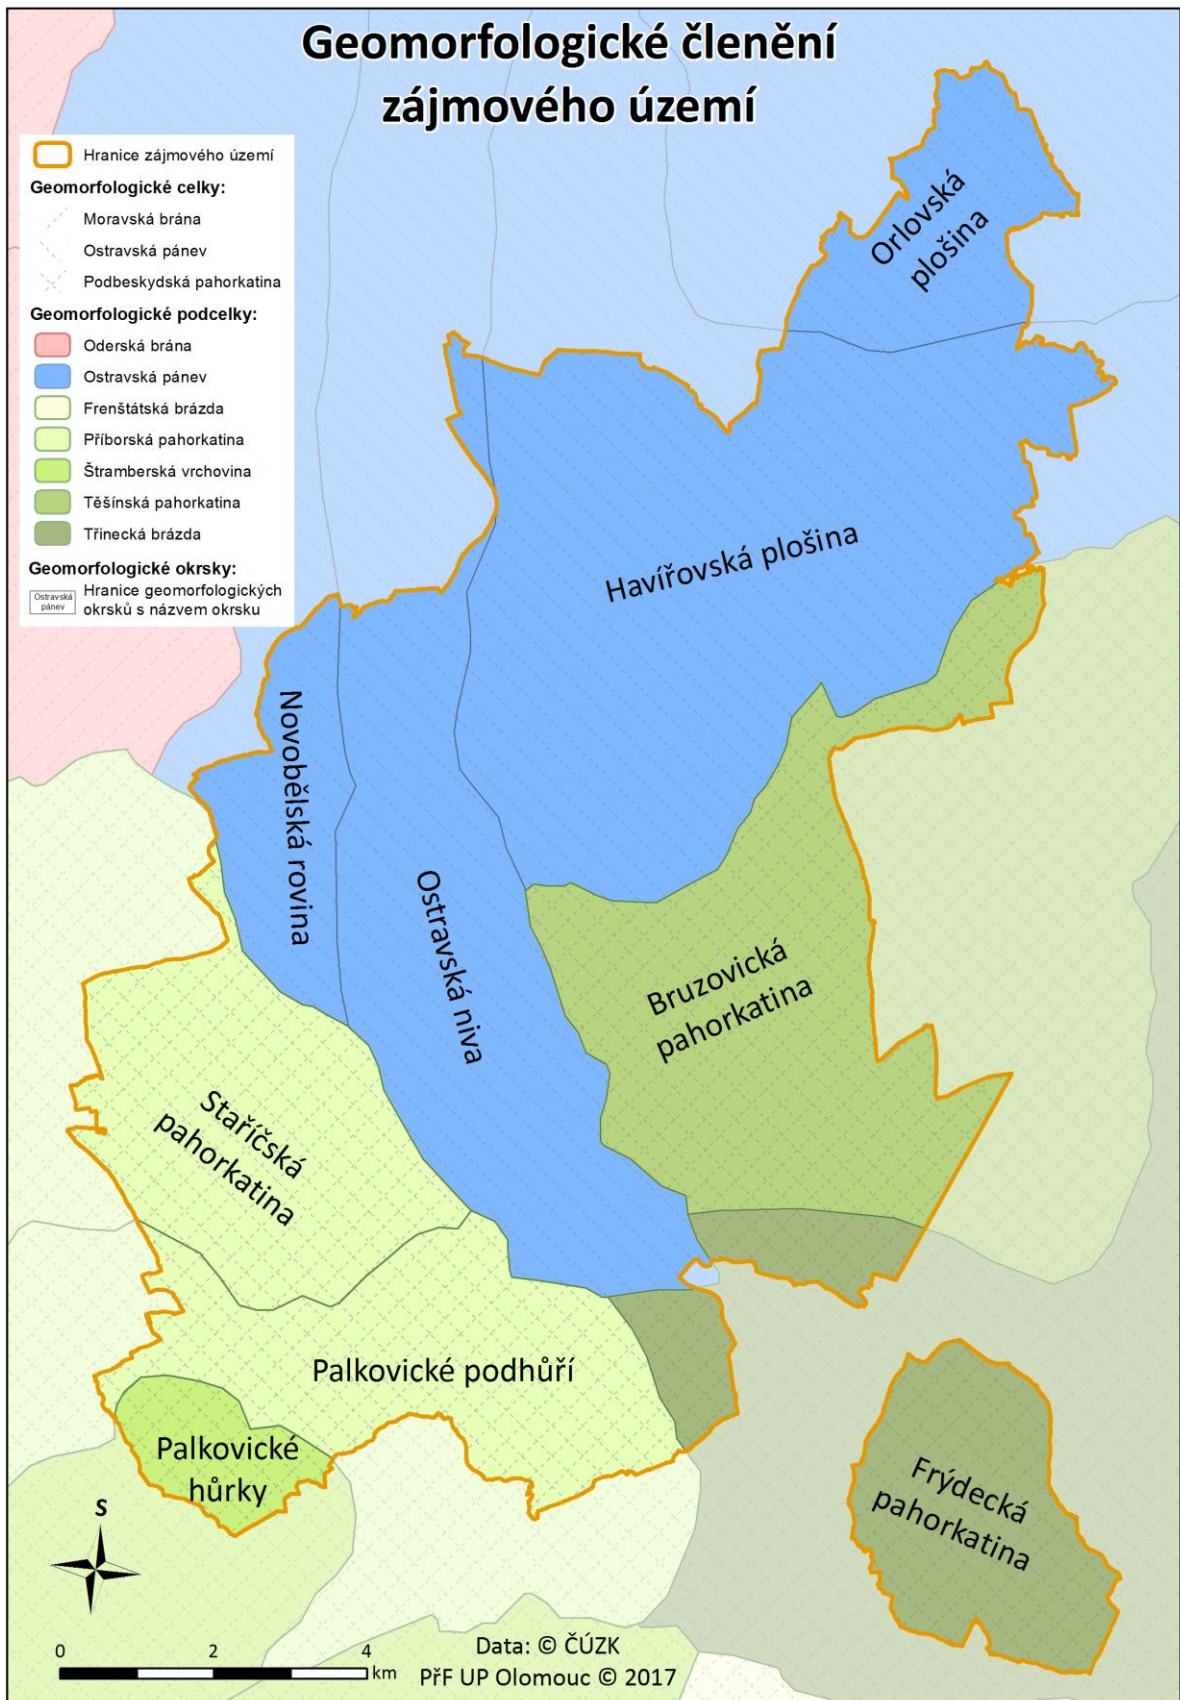 Geomorfologické členění
zájmového území
Hranice zájmového území
Geomorfologické celky:
Moravská brána
Ostravská pánev
Podbeskydská pahorkatina
Geomorfologické podcelky:
Oderská brána
Ostravská pánev
Frenštátská brázda
Příborská pahorkatina
Štramberská vrchovina
Těšínská pahorkatina
Třinecká brázda
Geomorfologické okrsky:
Ostravská
pánev
Hranice geomorfologických
okrsků s názvem okrsku
Orlovská
plošina
Havířovská plošina
Novobělská rovina
Ostravská niva
Bruzovická
pahorkatina
Staříčská
pahorkatina
Palkovické podhůří
Palkovické
hůrky
Frýdecká
pahorkatina
S
0 2 4
km
Data: © ČÚZK
PřF UP Olomouc © 2017